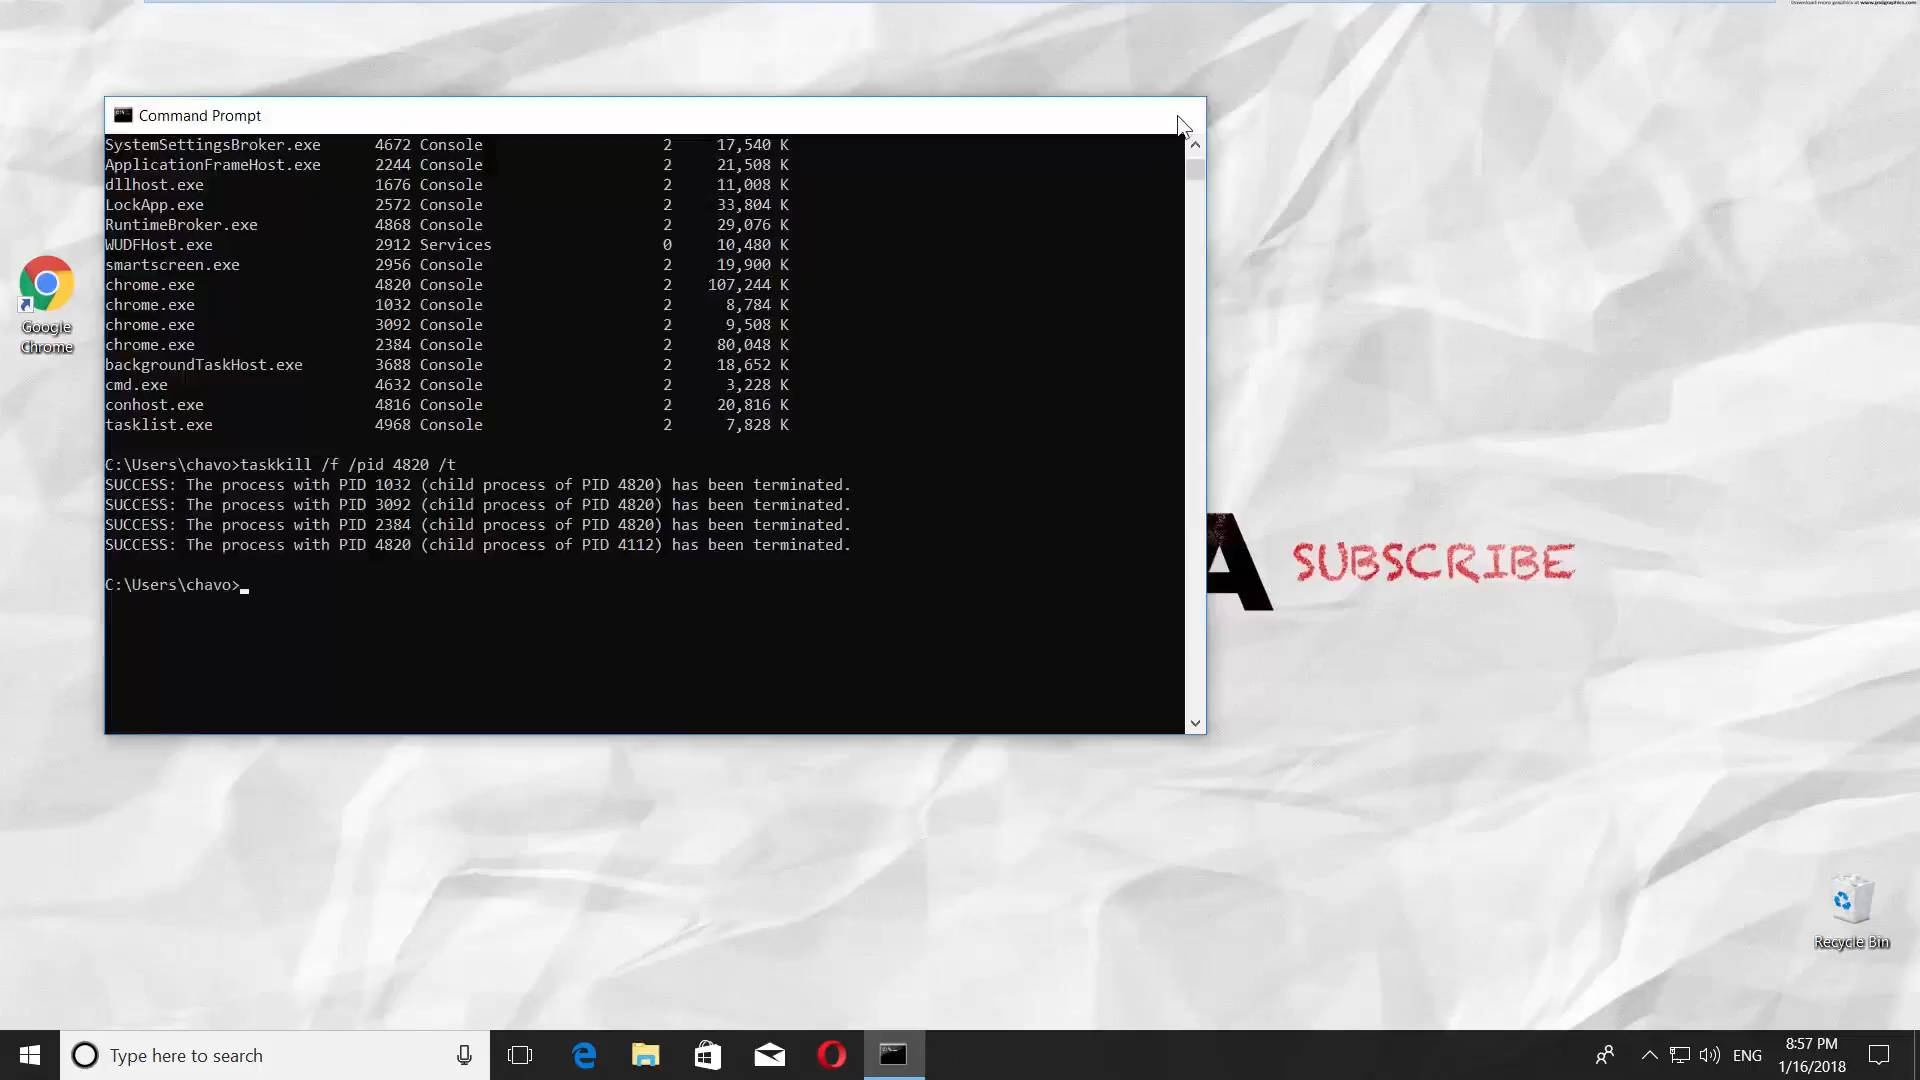 Download more graphics at www.psdgraphics.com
Command Prompt
SystemSettingsBroker.exe 4672 Console 2 17,540 K
ApplicationFrameHost.exe 2244 Console 2 21,508 K
dllhost.exe 1676 Console 2 11,008 K
LockApp.exe 2572 Console 2 33,804 K
RuntimeBroker.exe 4868 Console 2 29,076 K
WUDFHost.exe 2912 Services 0 10,480 K
smartscreen.exe 2956 Console 2 19,900 K
chrome.exe 4820 Console 2 107,244 K
chrome.exe 1032 Console 2 8,784 K
chrome.exe 3092 Console 2 9,508 K
chrome.exe 2384 Console 2 80,048 K
backgroundTaskHost.exe 3688 Console 2 18,652 K
cmd.exe 4632 Console 2 3,228 K
conhost.exe 4816 Console 2 20,816 K
tasklist.exe 4968 Console 2 7,828 K
C:\Users\chavo>taskkill /f /pid 4820 /t
SUCCESS: The process with PID 1032 (child process of PID 4820) has been terminated.
SUCCESS: The process with PID 3092 (child process of PID 4820) has been terminated.
SUCCESS: The process with PID 2384 (child process of PID 4820) has been terminated.
SUCCESS: The process with PID 4820 (child process of PID 4112) has been terminated.
C:\Users\chavo>
Google
Chrome
A SUBSCRIBE
Recycle Bin
Type here to search
ENG
8:57 PM
1/16/2018